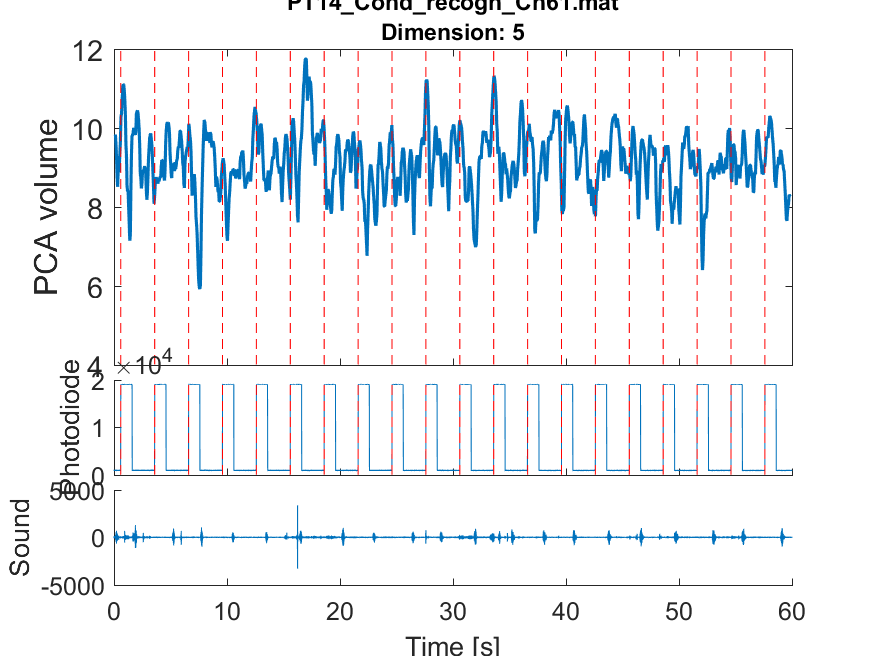 PT14_Cond_recogn_Ch61.mat
Dimension: 5
12
10
8
6
4
PCA volume
×10^4
2
1
0
Photodiode
5000
0
-5000
Sound
0 10 20 30 40 50 60
Time [s]